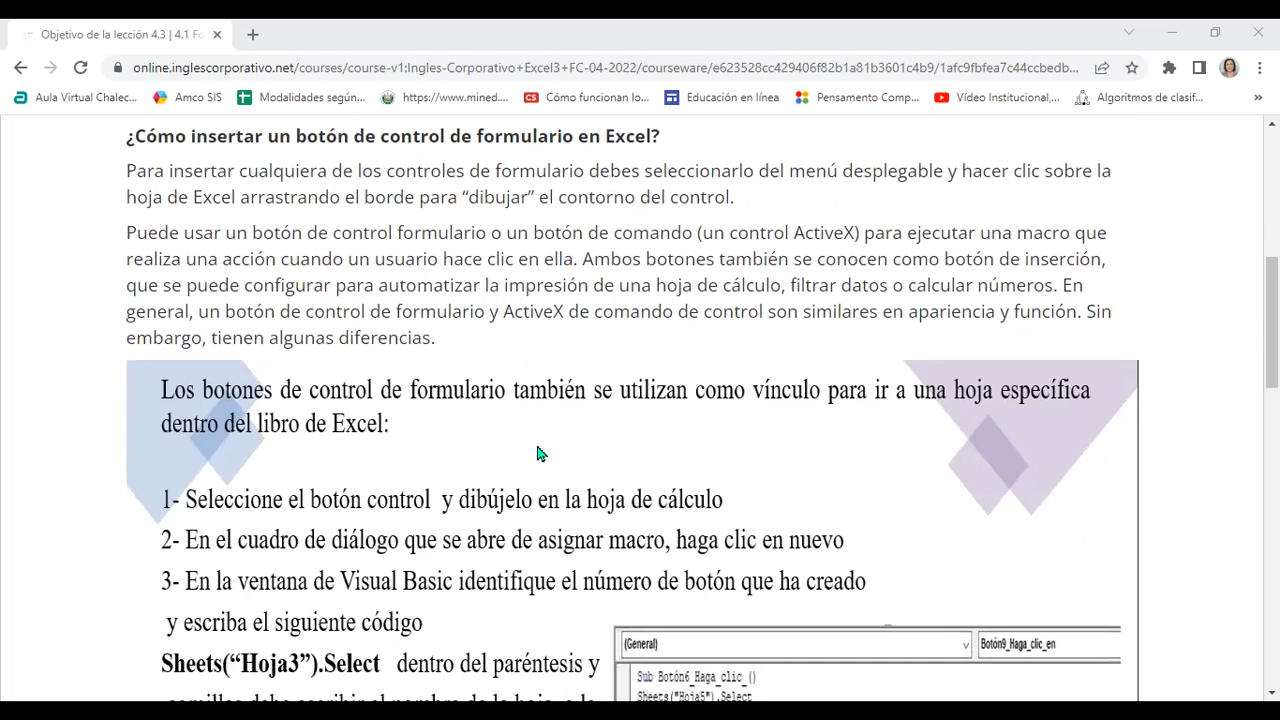 Objetivo de la lección 4.3 | 4.1 Fo
online.inglescorporativo.net/courses/course-v1:Ingles-Corporativo+Excel3+FC-04-2022/courseware/e623528cc429406f82b1a81b3601c4b9/1afc9fbfea7c44ccbedb...
Aula Virtual Chalec... Amco SIS Modalidades según... https://www.mined.... CS Cómo funcionan lo... Educación en línea Pensamento Comp... Vídeo Institucional,... Algoritmos de clasif... »
¿Cómo insertar un botón de control de formulario en Excel?
Para insertar cualquiera de los controles de formulario debes seleccionarlo del menú desplegable y hacer clic sobre la
hoja de Excel arrastrando el borde para “dibujar” el contorno del control.
Puede usar un botón de control formulario o un botón de comando (un control ActiveX) para ejecutar una macro que
realiza una acción cuando un usuario hace clic en ella. Ambos botones también se conocen como botón de inserción,
que se puede configurar para automatizar la impresión de una hoja de cálculo, filtrar datos o calcular números. En
general, un botón de control de formulario y ActiveX de comando de control son similares en apariencia y función. Sin
embargo, tienen algunas diferencias.
Los botones de control de formulario también se utilizan como vínculo para ir a una hoja específica
dentro del libro de Excel:
1- Seleccione el botón control y dibújelo en la hoja de cálculo
2- En el cuadro de diálogo que se abre de asignar macro, haga clic en nuevo
3- En la ventana de Visual Basic identifique el número de botón que ha creado
y escriba el siguiente código
Sheets(“Hoja3”).Select dentro del paréntesis y
(General) Botón9_Haga_clic_en
Sub Botón6_Haga_clic_()
Sheets("Hoja5").Select